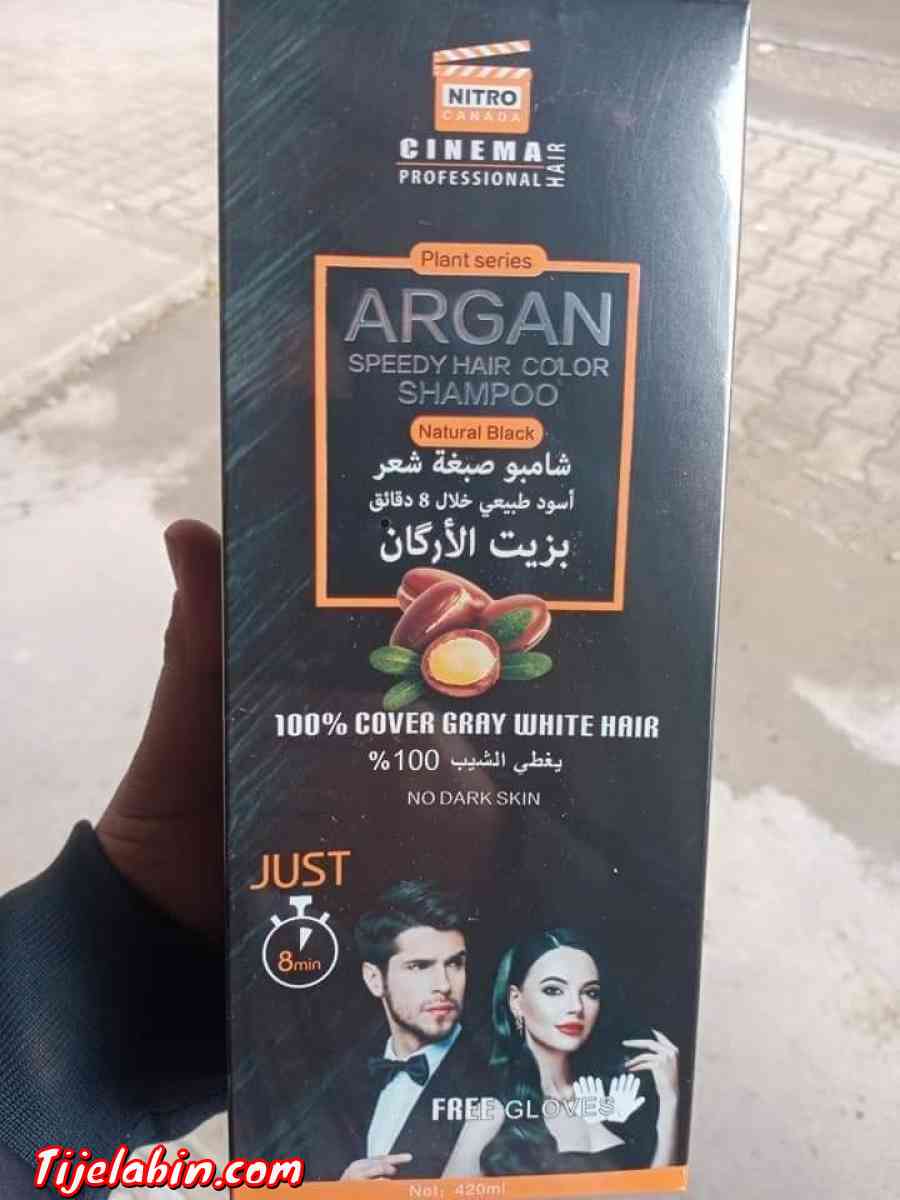 NITRO
CANADA
CINEMA
HAIR
PROFESSIONAL
Plant series
ARGAN
SPEEDY HAIR COLOR
SHAMPOO
Natural Black
شامبو صبغة شعر
أسود طبيعي خلال 8 دقائق
بزيت الأرگان
100% COVER GRAY WHITE HAIR
يغطي الشيب 100%
NO DARK SKIN
JUST
8min
FREE GLOVES
Net: 420ml
Tijelabin.com